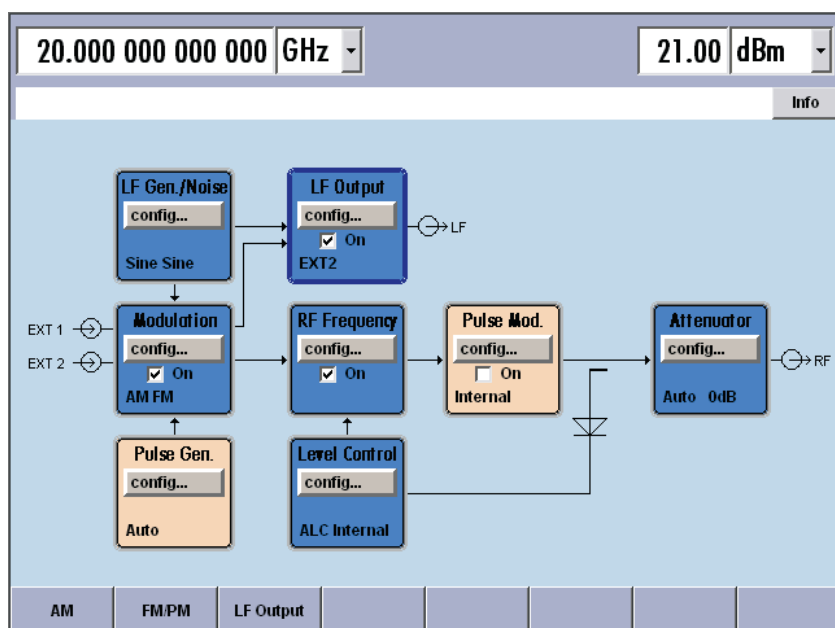 20.000 000 000 000 GHz
21.00 dBm
Info
LF Gen./Noise
config...
Sine Sine
LF Output
config...
On
EXT2
LF
EXT 1
EXT 2
Modulation
config...
On
AM FM
RF Frequency
config...
On
Pulse Mod.
config...
On
Internal
Attenuator
config...
Auto 0dB
RF
Pulse Gen.
config...
Auto
Level Control
config...
ALC Internal
AM
FM/PM
LF Output